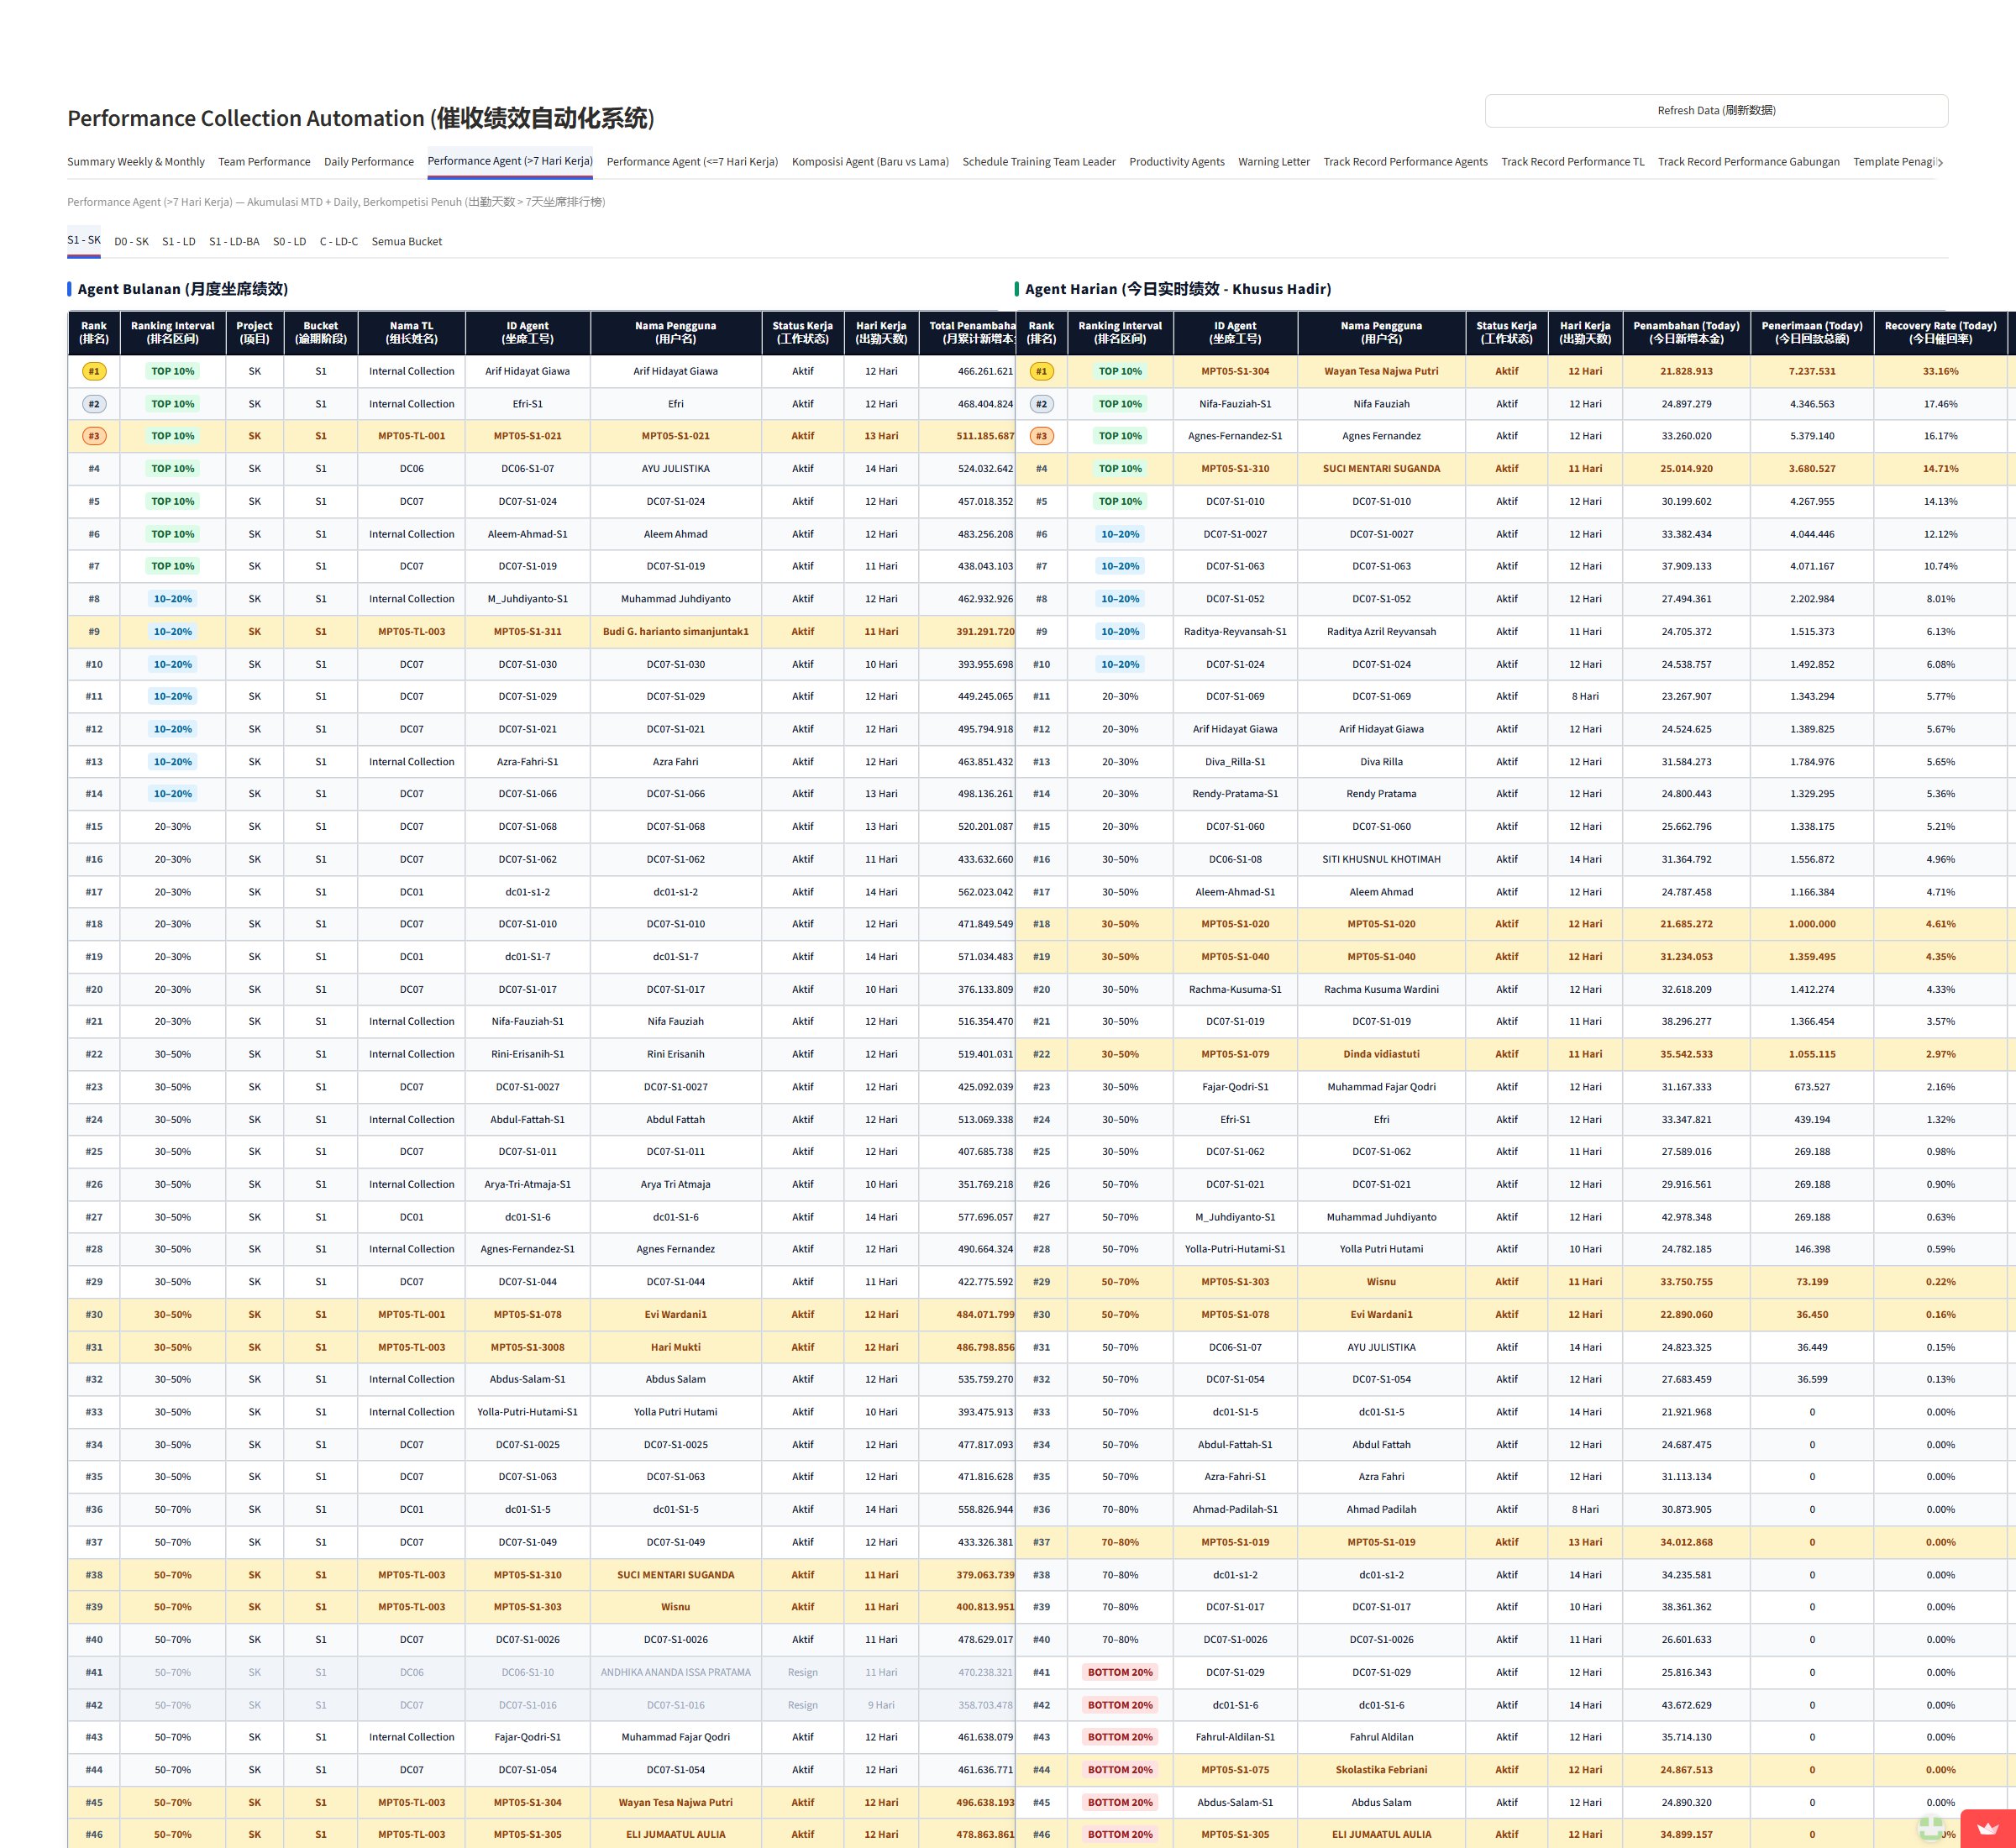 Performance Collection Automation (催收绩效自动化系统)
Refresh Data (刷新数据)
Summary Weekly & Monthly Team Performance Daily Performance Performance Agent (>7 Hari Kerja) Performance Agent (<=7 Hari Kerja) Komposisi Agent (Baru vs Lama) Schedule Training Team Leader Productivity Agents Warning Letter Track Record Performance Agents Track Record Performance TL Track Record Performance Gabungan Template Penagi
Performance Agent (>7 Hari Kerja) — Akumulasi MTD + Daily, Berkompetisi Penuh (出勤天数 > 7天坐席排行榜)
S1 - SK D0 - SK S1 - LD S1 - LD-BA S0 - LD C - LD-C Semua Bucket
Agent Bulanan (月度坐席绩效)
Rank Ranking Interval Project Bucket Nama TL ID Agent Nama Pengguna Status Kerja Hari Kerja Total Penambaha
(排名) (排名区间) (项目) (逾期阶段) (组长姓名) (坐席工号) (用户名) (工作状态) (出勤天数) (月累计新增本
#1 TOP 10% SK S1 Internal Collection Arif Hidayat Giawa Arif Hidayat Giawa Aktif 12 Hari 466.261.621
#2 TOP 10% SK S1 Internal Collection Efri-S1 Efri Aktif 12 Hari 468.404.824
#3 TOP 10% SK S1 MPT05-TL-001 MPT05-S1-021 MPT05-S1-021 Aktif 13 Hari 511.185.687
#4 TOP 10% SK S1 DC06 DC06-S1-07 AYU JULISTIKA Aktif 14 Hari 524.032.642
#5 TOP 10% SK S1 DC07 DC07-S1-024 DC07-S1-024 Aktif 12 Hari 457.018.352
#6 TOP 10% SK S1 Internal Collection Aleem-Ahmad-S1 Aleem Ahmad Aktif 12 Hari 483.256.208
#7 TOP 10% SK S1 DC07 DC07-S1-019 DC07-S1-019 Aktif 11 Hari 438.043.103
#8 10–20% SK S1 Internal Collection M_Juhdiyanto-S1 Muhammad Juhdiyanto Aktif 12 Hari 462.932.926
#9 10–20% SK S1 MPT05-TL-003 MPT05-S1-311 Budi G. harianto simanjuntak1 Aktif 11 Hari 391.291.720
#10 10–20% SK S1 DC07 DC07-S1-030 DC07-S1-030 Aktif 10 Hari 393.955.698
#11 10–20% SK S1 DC07 DC07-S1-029 DC07-S1-029 Aktif 12 Hari 449.245.065
#12 10–20% SK S1 DC07 DC07-S1-021 DC07-S1-021 Aktif 12 Hari 495.794.918
#13 10–20% SK S1 Internal Collection Azra-Fahri-S1 Azra Fahri Aktif 12 Hari 463.851.432
#14 10–20% SK S1 DC07 DC07-S1-066 DC07-S1-066 Aktif 13 Hari 498.136.261
#15 20–30% SK S1 DC07 DC07-S1-068 DC07-S1-068 Aktif 13 Hari 520.201.087
#16 20–30% SK S1 DC07 DC07-S1-062 DC07-S1-062 Aktif 11 Hari 433.632.660
#17 20–30% SK S1 DC01 dc01-s1-2 dc01-s1-2 Aktif 14 Hari 562.023.042
#18 20–30% SK S1 DC07 DC07-S1-010 DC07-S1-010 Aktif 12 Hari 471.849.549
#19 20–30% SK S1 DC01 dc01-S1-7 dc01-S1-7 Aktif 14 Hari 571.034.483
#20 20–30% SK S1 DC07 DC07-S1-017 DC07-S1-017 Aktif 10 Hari 376.133.809
#21 20–30% SK S1 Internal Collection Nifa-Fauziah-S1 Nifa Fauziah Aktif 12 Hari 516.354.470
#22 30–50% SK S1 Internal Collection Rini-Erisanih-S1 Rini Erisanih Aktif 12 Hari 519.401.031
#23 30–50% SK S1 DC07 DC07-S1-0027 DC07-S1-0027 Aktif 12 Hari 425.092.039
#24 30–50% SK S1 Internal Collection Abdul-Fattah-S1 Abdul Fattah Aktif 12 Hari 513.069.338
#25 30–50% SK S1 DC07 DC07-S1-011 DC07-S1-011 Aktif 12 Hari 407.685.738
#26 30–50% SK S1 Internal Collection Arya-Tri-Atmaja-S1 Arya Tri Atmaja Aktif 10 Hari 351.769.218
#27 30–50% SK S1 DC01 dc01-S1-6 dc01-S1-6 Aktif 14 Hari 577.696.057
#28 30–50% SK S1 Internal Collection Agnes-Fernandez-S1 Agnes Fernandez Aktif 12 Hari 490.664.324
#29 30–50% SK S1 DC07 DC07-S1-044 DC07-S1-044 Aktif 11 Hari 422.775.592
#30 30–50% SK S1 MPT05-TL-001 MPT05-S1-078 Evi Wardani1 Aktif 12 Hari 484.071.799
#31 30–50% SK S1 MPT05-TL-003 MPT05-S1-3008 Hari Mukti Aktif 12 Hari 486.798.856
#32 30–50% SK S1 Internal Collection Abdus-Salam-S1 Abdus Salam Aktif 12 Hari 535.759.270
#33 30–50% SK S1 Internal Collection Yolla-Putri-Hutami-S1 Yolla Putri Hutami Aktif 10 Hari 393.475.913
#34 30–50% SK S1 DC07 DC07-S1-0025 DC07-S1-0025 Aktif 12 Hari 477.817.093
#35 30–50% SK S1 DC07 DC07-S1-063 DC07-S1-063 Aktif 12 Hari 471.816.628
#36 50–70% SK S1 DC01 dc01-S1-5 dc01-S1-5 Aktif 14 Hari 558.826.944
#37 50–70% SK S1 DC07 DC07-S1-049 DC07-S1-049 Aktif 12 Hari 433.326.381
#38 50–70% SK S1 MPT05-TL-003 MPT05-S1-310 SUCI MENTARI SUGANDA Aktif 11 Hari 379.063.739
#39 50–70% SK S1 MPT05-TL-003 MPT05-S1-303 Wisnu Aktif 11 Hari 400.813.951
#40 50–70% SK S1 DC07 DC07-S1-0026 DC07-S1-0026 Aktif 11 Hari 478.629.017
#41 50–70% SK S1 DC06 DC06-S1-10 ANDHIKA ANANDA ISSA PRATAMA Resign 11 Hari 470.238.321
#42 50–70% SK S1 DC07 DC07-S1-016 DC07-S1-016 Resign 9 Hari 358.703.478
#43 50–70% SK S1 Internal Collection Fajar-Qodri-S1 Muhammad Fajar Qodri Aktif 12 Hari 461.638.079
#44 50–70% SK S1 DC07 DC07-S1-054 DC07-S1-054 Aktif 12 Hari 461.636.771
#45 50–70% SK S1 MPT05-TL-003 MPT05-S1-304 Wayan Tesa Najwa Putri Aktif 12 Hari 496.638.193
#46 50–70% SK S1 MPT05-TL-003 MPT05-S1-305 ELI JUMAATUL AULIA Aktif 12 Hari 478.863.861
Agent Harian (今日实时绩效 - Khusus Hadir)
Rank Ranking Interval ID Agent Nama Pengguna Status Kerja Hari Kerja Penambahan (Today) Penerimaan (Today) Recovery Rate (Today)
(排名) (排名区间) (坐席工号) (用户名) (工作状态) (出勤天数) (今日新增本金) (今日回款总额) (今日催回率)
#1 TOP 10% MPT05-S1-304 Wayan Tesa Najwa Putri Aktif 12 Hari 21.828.913 7.237.531 33.16%
#2 TOP 10% Nifa-Fauziah-S1 Nifa Fauziah Aktif 12 Hari 24.897.279 4.346.563 17.46%
#3 TOP 10% Agnes-Fernandez-S1 Agnes Fernandez Aktif 12 Hari 33.260.020 5.379.140 16.17%
#4 TOP 10% MPT05-S1-310 SUCI MENTARI SUGANDA Aktif 11 Hari 25.014.920 3.680.527 14.71%
#5 TOP 10% DC07-S1-010 DC07-S1-010 Aktif 12 Hari 30.199.602 4.267.955 14.13%
#6 10–20% DC07-S1-0027 DC07-S1-0027 Aktif 12 Hari 33.382.434 4.044.446 12.12%
#7 10–20% DC07-S1-063 DC07-S1-063 Aktif 12 Hari 37.909.133 4.071.167 10.74%
#8 10–20% DC07-S1-052 DC07-S1-052 Aktif 12 Hari 27.494.361 2.202.984 8.01%
#9 10–20% Raditya-Reyvansah-S1 Raditya Azril Reyvansah Aktif 11 Hari 24.705.372 1.515.373 6.13%
#10 10–20% DC07-S1-024 DC07-S1-024 Aktif 12 Hari 24.538.757 1.492.852 6.08%
#11 20–30% DC07-S1-069 DC07-S1-069 Aktif 8 Hari 23.267.907 1.343.294 5.77%
#12 20–30% Arif Hidayat Giawa Arif Hidayat Giawa Aktif 12 Hari 24.524.625 1.389.825 5.67%
#13 20–30% Diva_Rilla-S1 Diva Rilla Aktif 12 Hari 31.584.273 1.784.976 5.65%
#14 20–30% Rendy-Pratama-S1 Rendy Pratama Aktif 12 Hari 24.800.443 1.329.295 5.36%
#15 20–30% DC07-S1-060 DC07-S1-060 Aktif 12 Hari 25.662.796 1.338.175 5.21%
#16 30–50% DC06-S1-08 SITI KHUSNUL KHOTIMAH Aktif 14 Hari 31.364.792 1.556.872 4.96%
#17 30–50% Aleem-Ahmad-S1 Aleem Ahmad Aktif 12 Hari 24.787.458 1.166.384 4.71%
#18 30–50% MPT05-S1-020 MPT05-S1-020 Aktif 12 Hari 21.685.272 1.000.000 4.61%
#19 30–50% MPT05-S1-040 MPT05-S1-040 Aktif 12 Hari 31.234.053 1.359.495 4.35%
#20 30–50% Rachma-Kusuma-S1 Rachma Kusuma Wardini Aktif 12 Hari 32.618.209 1.412.274 4.33%
#21 30–50% DC07-S1-019 DC07-S1-019 Aktif 11 Hari 38.296.277 1.366.454 3.57%
#22 30–50% MPT05-S1-079 Dinda vidiastuti Aktif 11 Hari 35.542.533 1.055.115 2.97%
#23 30–50% Fajar-Qodri-S1 Muhammad Fajar Qodri Aktif 12 Hari 31.167.333 673.527 2.16%
#24 30–50% Efri-S1 Efri Aktif 12 Hari 33.347.821 439.194 1.32%
#25 30–50% DC07-S1-062 DC07-S1-062 Aktif 11 Hari 27.589.016 269.188 0.98%
#26 50–70% DC07-S1-021 DC07-S1-021 Aktif 12 Hari 29.916.561 269.188 0.90%
#27 50–70% M_Juhdiyanto-S1 Muhammad Juhdiyanto Aktif 12 Hari 42.978.348 269.188 0.63%
#28 50–70% Yolla-Putri-Hutami-S1 Yolla Putri Hutami Aktif 10 Hari 24.782.185 146.398 0.59%
#29 50–70% MPT05-S1-303 Wisnu Aktif 11 Hari 33.750.755 73.199 0.22%
#30 50–70% MPT05-S1-078 Evi Wardani1 Aktif 12 Hari 22.890.060 36.450 0.16%
#31 50–70% DC06-S1-07 AYU JULISTIKA Aktif 14 Hari 24.823.325 36.449 0.15%
#32 50–70% DC07-S1-054 DC07-S1-054 Aktif 12 Hari 27.683.459 36.599 0.13%
#33 50–70% dc01-S1-5 dc01-S1-5 Aktif 14 Hari 21.921.968 0 0.00%
#34 50–70% Abdul-Fattah-S1 Abdul Fattah Aktif 12 Hari 24.687.475 0 0.00%
#35 50–70% Azra-Fahri-S1 Azra Fahri Aktif 12 Hari 31.113.134 0 0.00%
#36 70–80% Ahmad-Padilah-S1 Ahmad Padilah Aktif 8 Hari 30.873.905 0 0.00%
#37 70–80% MPT05-S1-019 MPT05-S1-019 Aktif 13 Hari 34.012.868 0 0.00%
#38 70–80% dc01-s1-2 dc01-s1-2 Aktif 14 Hari 34.235.581 0 0.00%
#39 70–80% DC07-S1-017 DC07-S1-017 Aktif 10 Hari 38.361.362 0 0.00%
#40 70–80% DC07-S1-0026 DC07-S1-0026 Aktif 11 Hari 26.601.633 0 0.00%
#41 BOTTOM 20% DC07-S1-029 DC07-S1-029 Aktif 12 Hari 25.816.343 0 0.00%
#42 BOTTOM 20% dc01-S1-6 dc01-S1-6 Aktif 14 Hari 43.672.629 0 0.00%
#43 BOTTOM 20% Fahrul-Aldilan-S1 Fahrul Aldilan Aktif 12 Hari 35.714.130 0 0.00%
#44 BOTTOM 20% MPT05-S1-075 Skolastika Febriani Aktif 12 Hari 24.867.513 0 0.00%
#45 BOTTOM 20% Abdus-Salam-S1 Abdus Salam Aktif 12 Hari 24.890.320 0 0.00%
#46 BOTTOM 20% MPT05-S1-305 ELI JUMAATUL AULIA Aktif 12 Hari 34.899.157 0